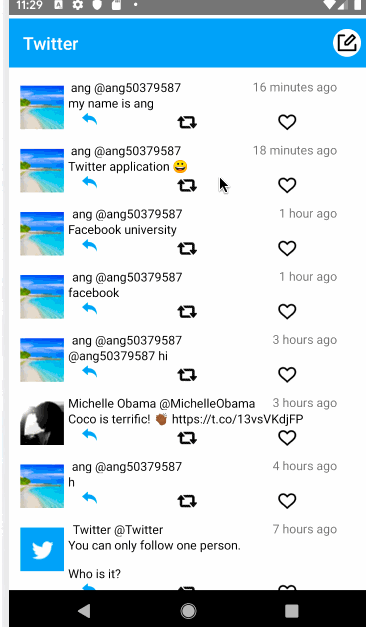 11:29
Twitter
ang @ang50379587 16 minutes ago
my name is ang
ang @ang50379587 18 minutes ago
Twitter application 😀
ang @ang50379587 1 hour ago
Facebook university
ang @ang50379587 1 hour ago
facebook
ang @ang50379587 3 hours ago
@ang50379587 hi
Michelle Obama @MichelleObama 3 hours ago
Coco is terrific! 👏🏾 https://t.co/13vsVKdjFP
ang @ang50379587 4 hours ago
h
Twitter @Twitter 7 hours ago
You can only follow one person.
Who is it?